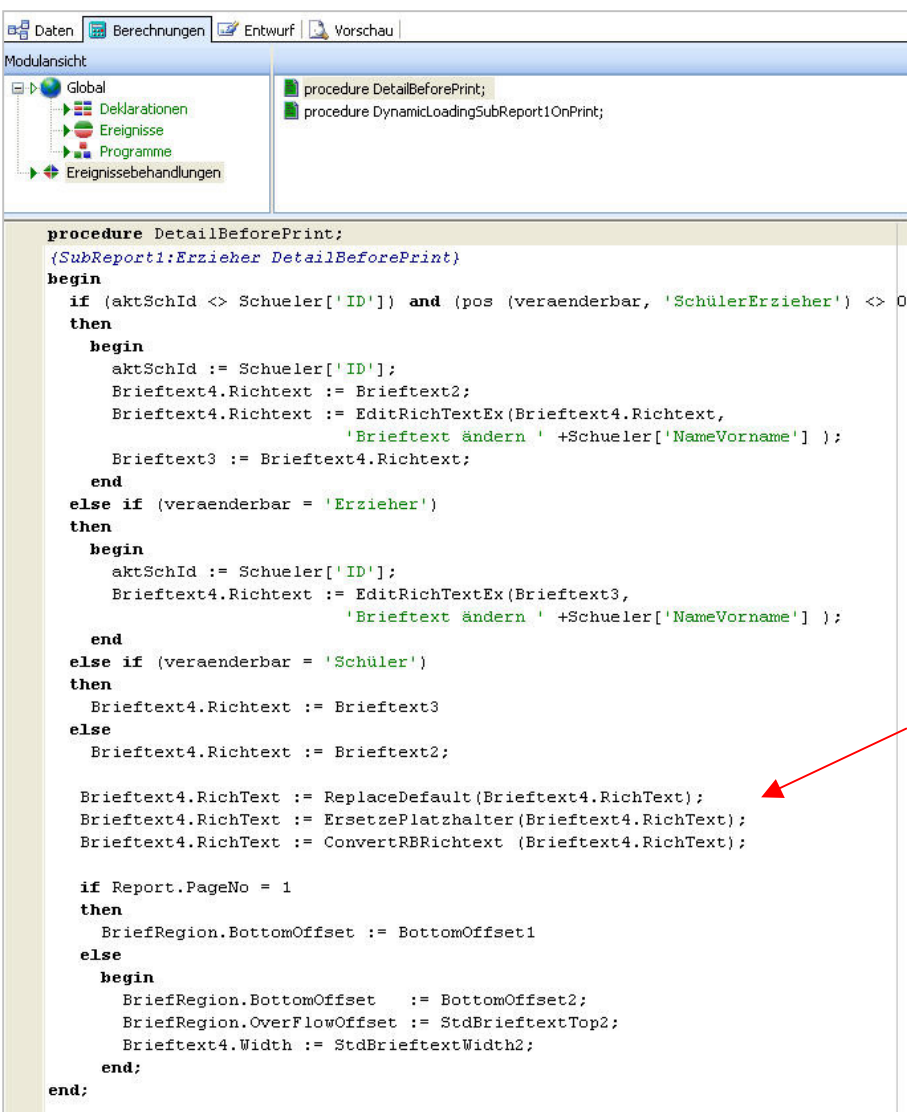 Daten Berechnungen Entwurf Vorschau
Modulansicht
Global
Deklarationen
Ereignisse
Programme
Ereignissebehandlungen
procedure DetailBeforePrint;
procedure DynamicLoadingSubReport1OnPrint;
procedure DetailBeforePrint;
{SubReport1:Erzieher DetailBeforePrint}
begin
if (aktSchId <> Schueler['ID']) and (pos (veraenderbar, 'SchülerErzieher') <> 0
then
begin
aktSchId := Schueler['ID'];
Brieftext4.Richtext := Brieftext2;
Brieftext4.Richtext := EditRichTextEx(Brieftext4.Richtext,
'Brieftext ändern ' +Schueler['NameVorname'] );
Brieftext3 := Brieftext4.Richtext;
end
else if (veraenderbar = 'Erzieher')
then
begin
aktSchId := Schueler['ID'];
Brieftext4.Richtext := EditRichTextEx(Brieftext3,
'Brieftext ändern ' +Schueler['NameVorname'] );
end
else if (veraenderbar = 'Schüler')
then
Brieftext4.Richtext := Brieftext3
else
Brieftext4.Richtext := Brieftext2;
Brieftext4.RichText := ReplaceDefault(Brieftext4.RichText);
Brieftext4.RichText := ErsetzePlatzhalter(Brieftext4.RichText);
Brieftext4.RichText := ConvertRBRichtext (Brieftext4.RichText);
if Report.PageNo = 1
then
BriefRegion.BottomOffset := BottomOffset1
else
begin
BriefRegion.BottomOffset   := BottomOffset2;
BriefRegion.OverFlowOffset := StdBrieftextTop2;
Brieftext4.Width := StdBrieftextWidth2;
end;
end;